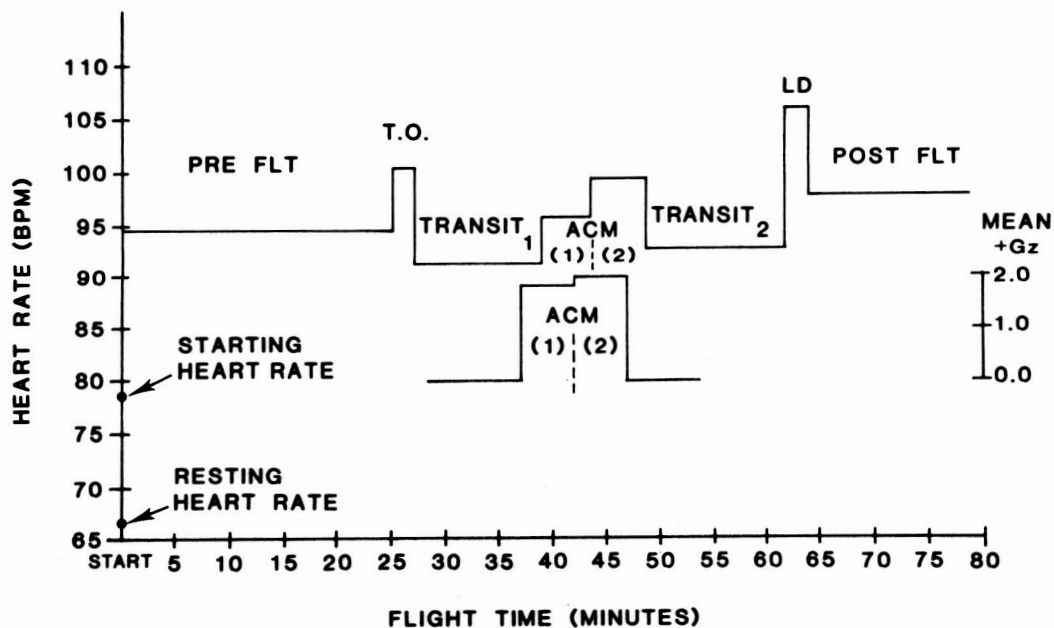 110
105
100
95
90
85
80
75
70
65
HEART RATE (BPM)
PRE FLT
T.O.
TRANSIT1
ACM
(1) (2)
TRANSIT2
LD
POST FLT
MEAN
+Gz
2.0
1.0
0.0
ACM
(1) (2)
STARTING
HEART RATE
RESTING
HEART RATE
START 5 10 15 20 25 30 35 40 45 50 55 60 65 70 75 80
FLIGHT TIME (MINUTES)